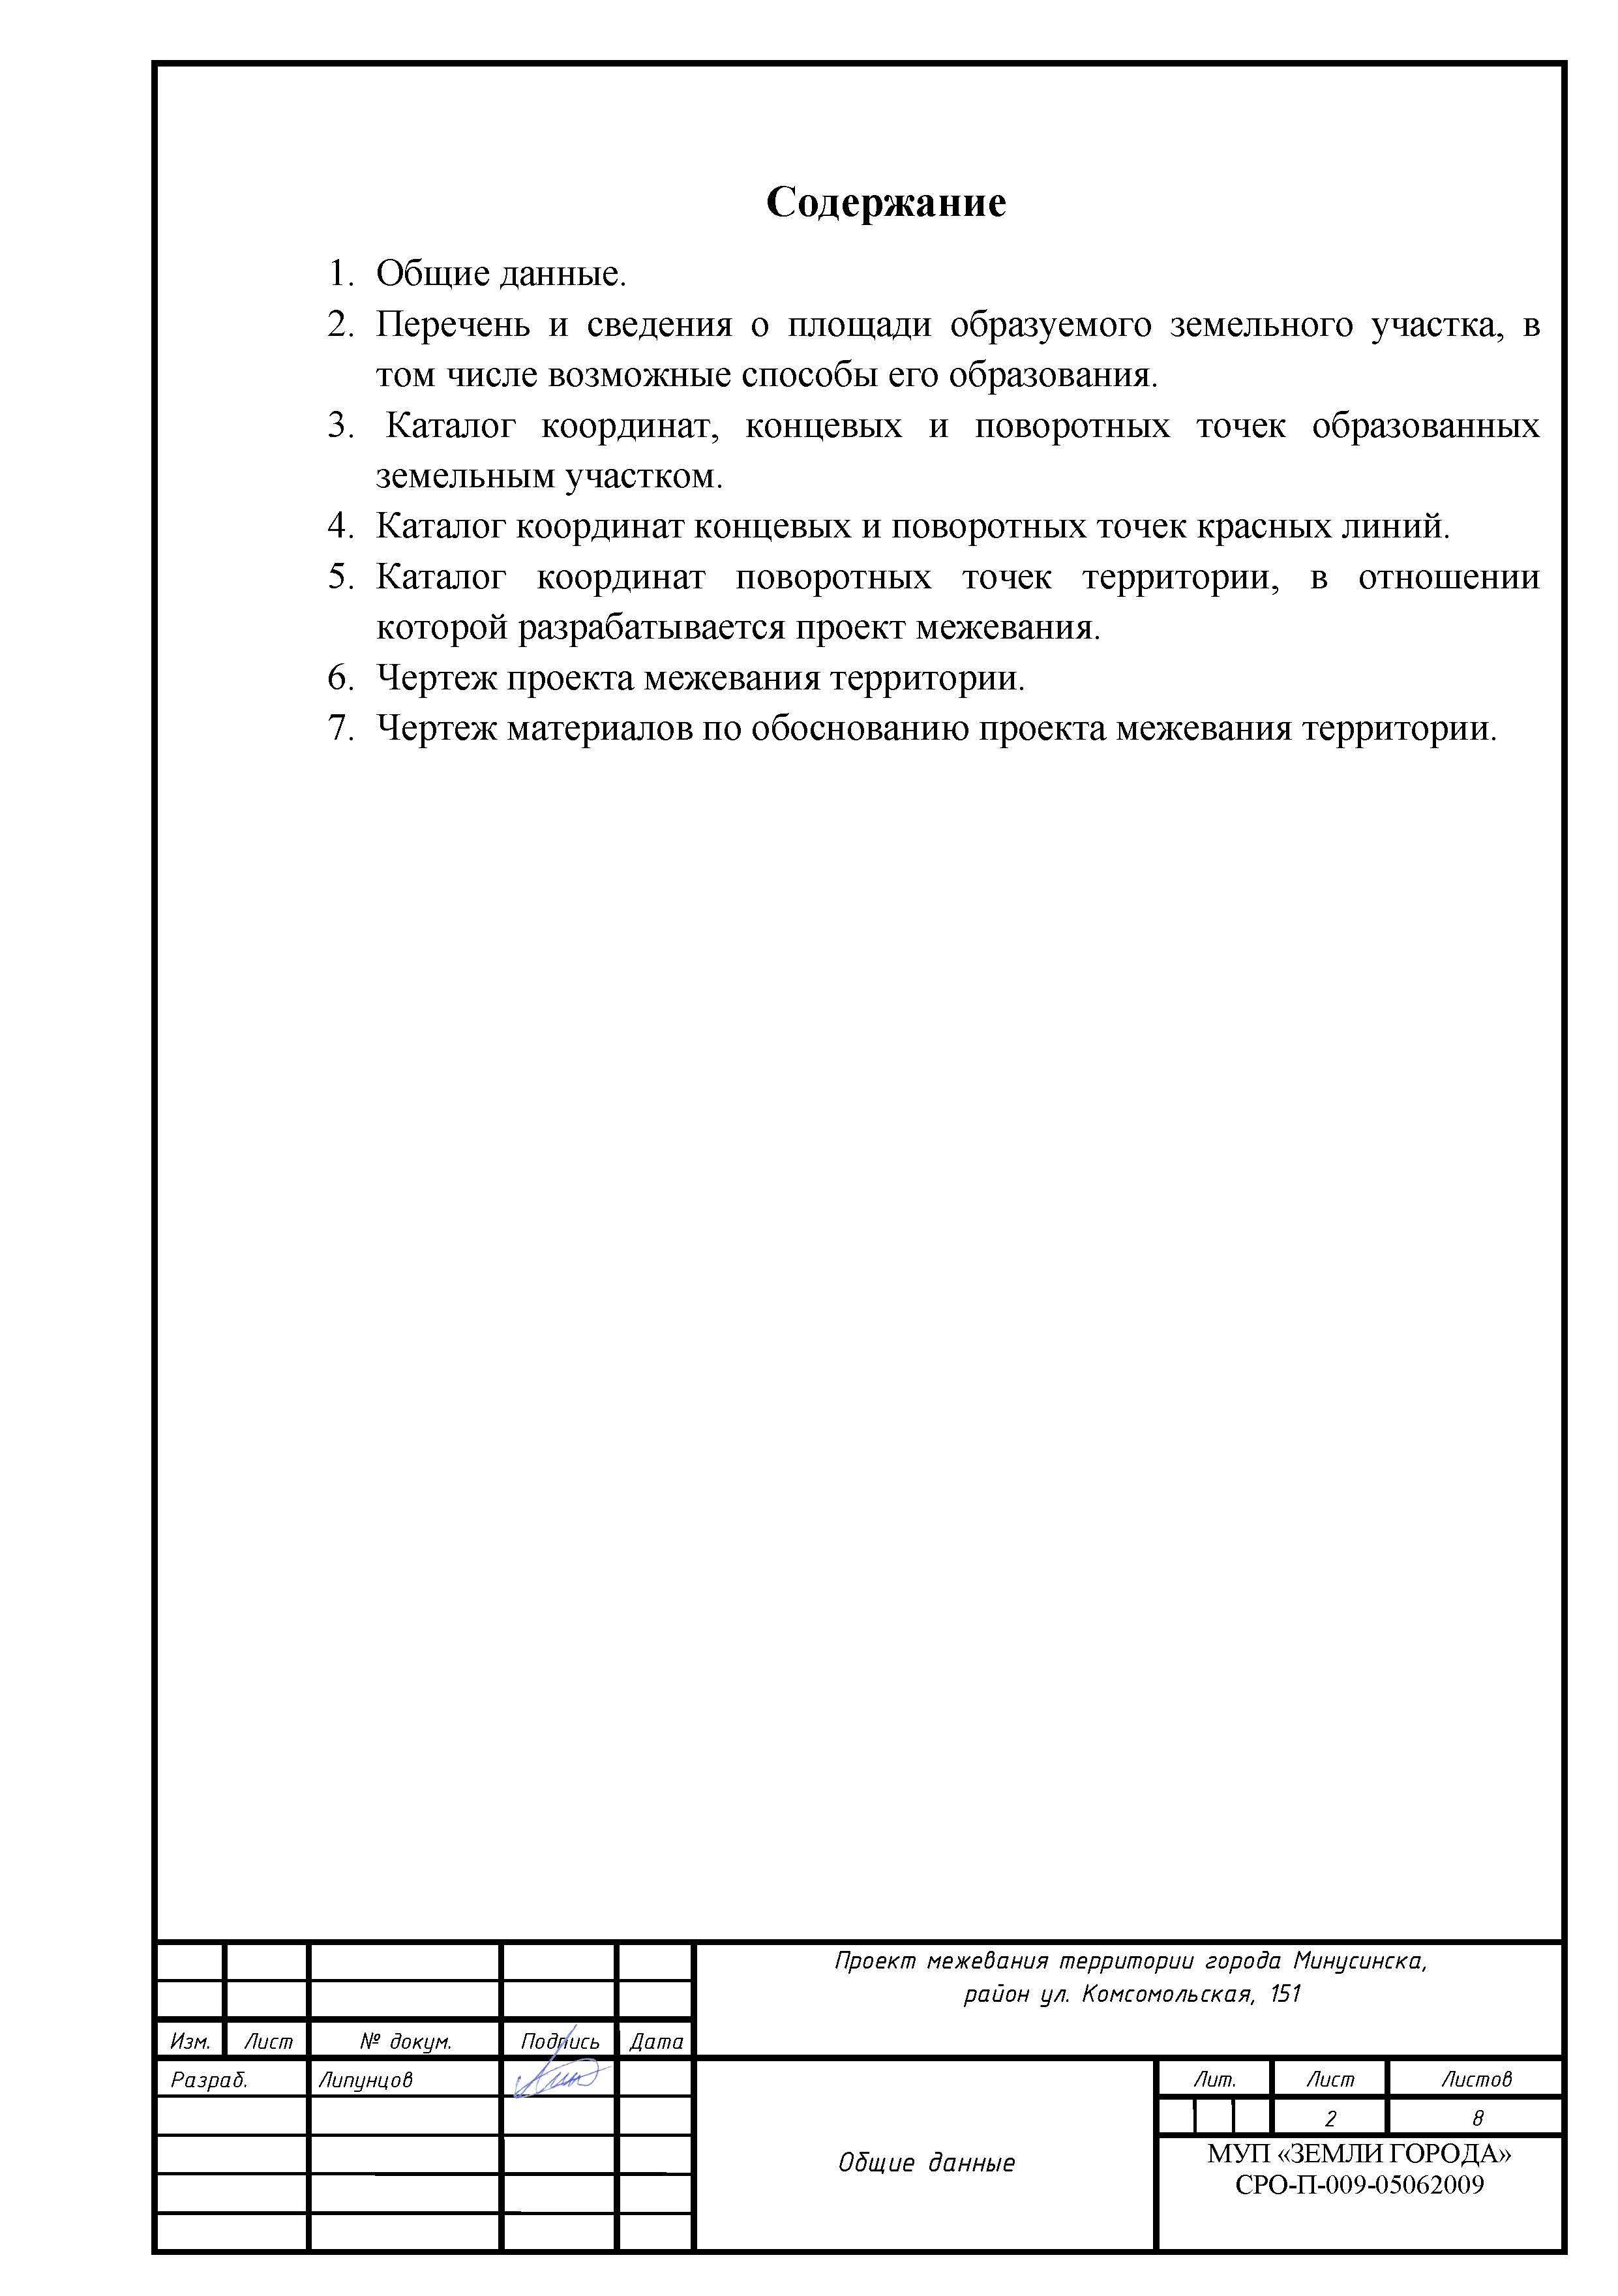 Содержание
1. Общие данные.
2. Перечень и сведения о площади образуемого земельного участка, в
том числе возможные способы его образования.
3. Каталог координат, концевых и поворотных точек образованных
земельным участком.
4. Каталог координат концевых и поворотных точек красных линий.
5. Каталог координат поворотных точек территории, в отношении
которой разрабатывается проект межевания.
6. Чертеж проекта межевания территории.
7. Чертеж материалов по обоснованию проекта межевания территории.
Проект межевания территории города Минусинска,
район ул. Комсомольская, 151
Изм. Лист № докум. Подпись Дата
Разраб. Липунцов
Общие данные
Лит. Лист Листов
2 8
МУП «ЗЕМЛИ ГОРОДА»
СРО-П-009-05062009